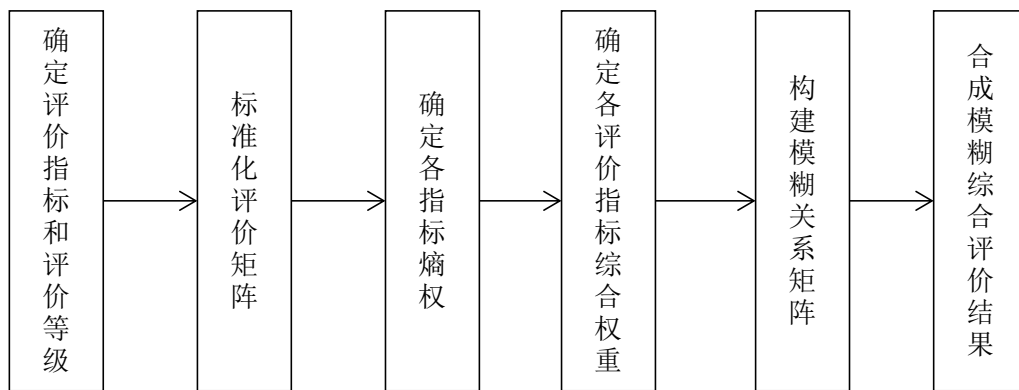 确定评价指标和评价等级
标准化评价矩阵
确定各指标熵权
确定各评价指标综合权重
构建模糊关系矩阵
合成模糊综合评价结果